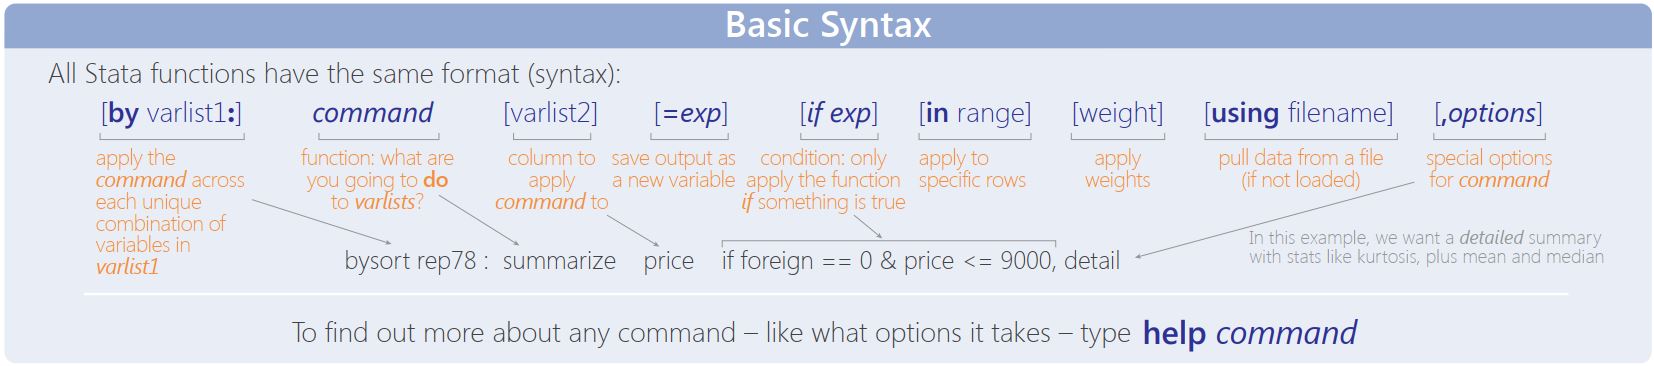 Basic Syntax
All Stata functions have the same format (syntax):
[by varlist1:] command [varlist2] [=exp] [if exp] [in range] [weight] [using filename] [,options]
apply the
command across
each unique
combination of
variables in
varlist1
function: what are
you going to do
to varlists?
column to
apply
command to
save output as
a new variable
condition: only
apply the function
if something is true
apply to
specific rows
apply
weights
pull data from a file
(if not loaded)
special options
for command
bysort rep78 : summarize price if foreign == 0 & price <= 9000, detail
In this example, we want a detailed summary
with stats like kurtosis, plus mean and median
To find out more about any command – like what options it takes – type help command